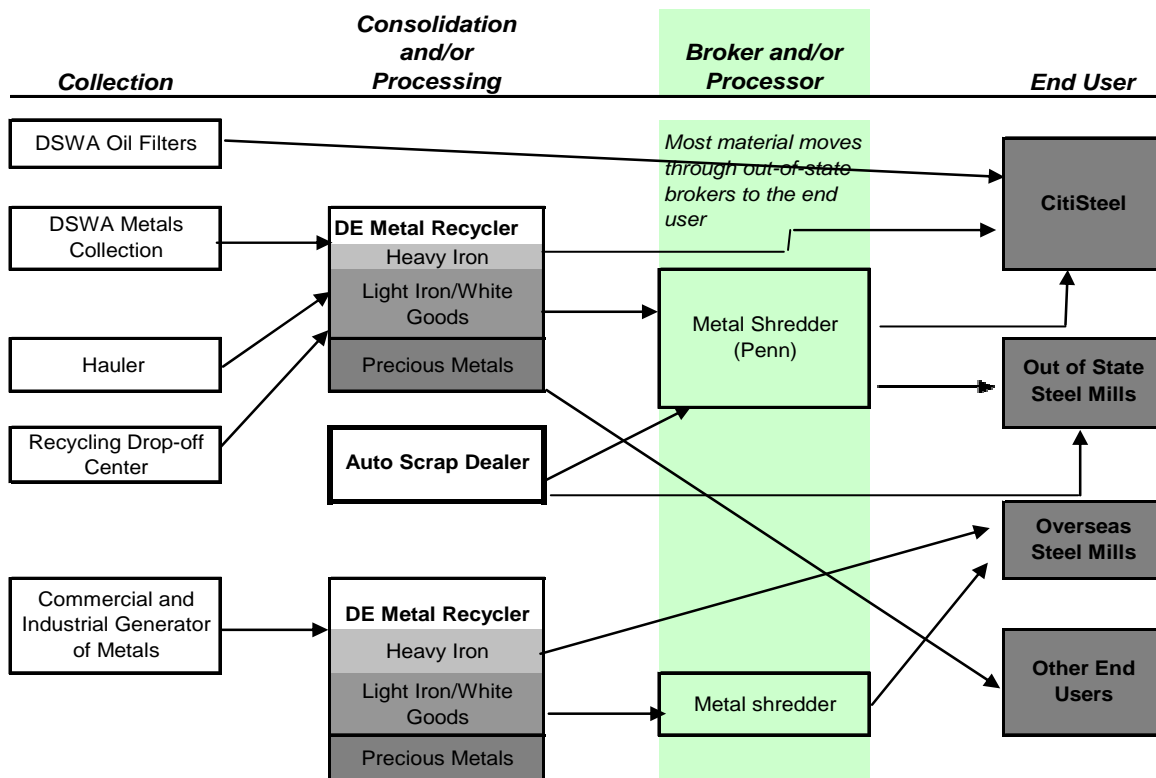 Consolidation
and/or
Processing
Collection
Broker and/or
Processor
End User
DSWA Oil Filters
Most material moves
through out-of-state
brokers to the end
user
CitiSteel
DSWA Metals
Collection
DE Metal Recycler
Heavy Iron
Light Iron/White
Goods
Precious Metals
Metal Shredder
(Penn)
Hauler
Out of State
Steel Mills
Recycling Drop-off
Center
Auto Scrap Dealer
Overseas
Steel Mills
Commercial and
Industrial Generator
of Metals
DE Metal Recycler
Heavy Iron
Light Iron/White
Goods
Precious Metals
Metal shredder
Other End
Users